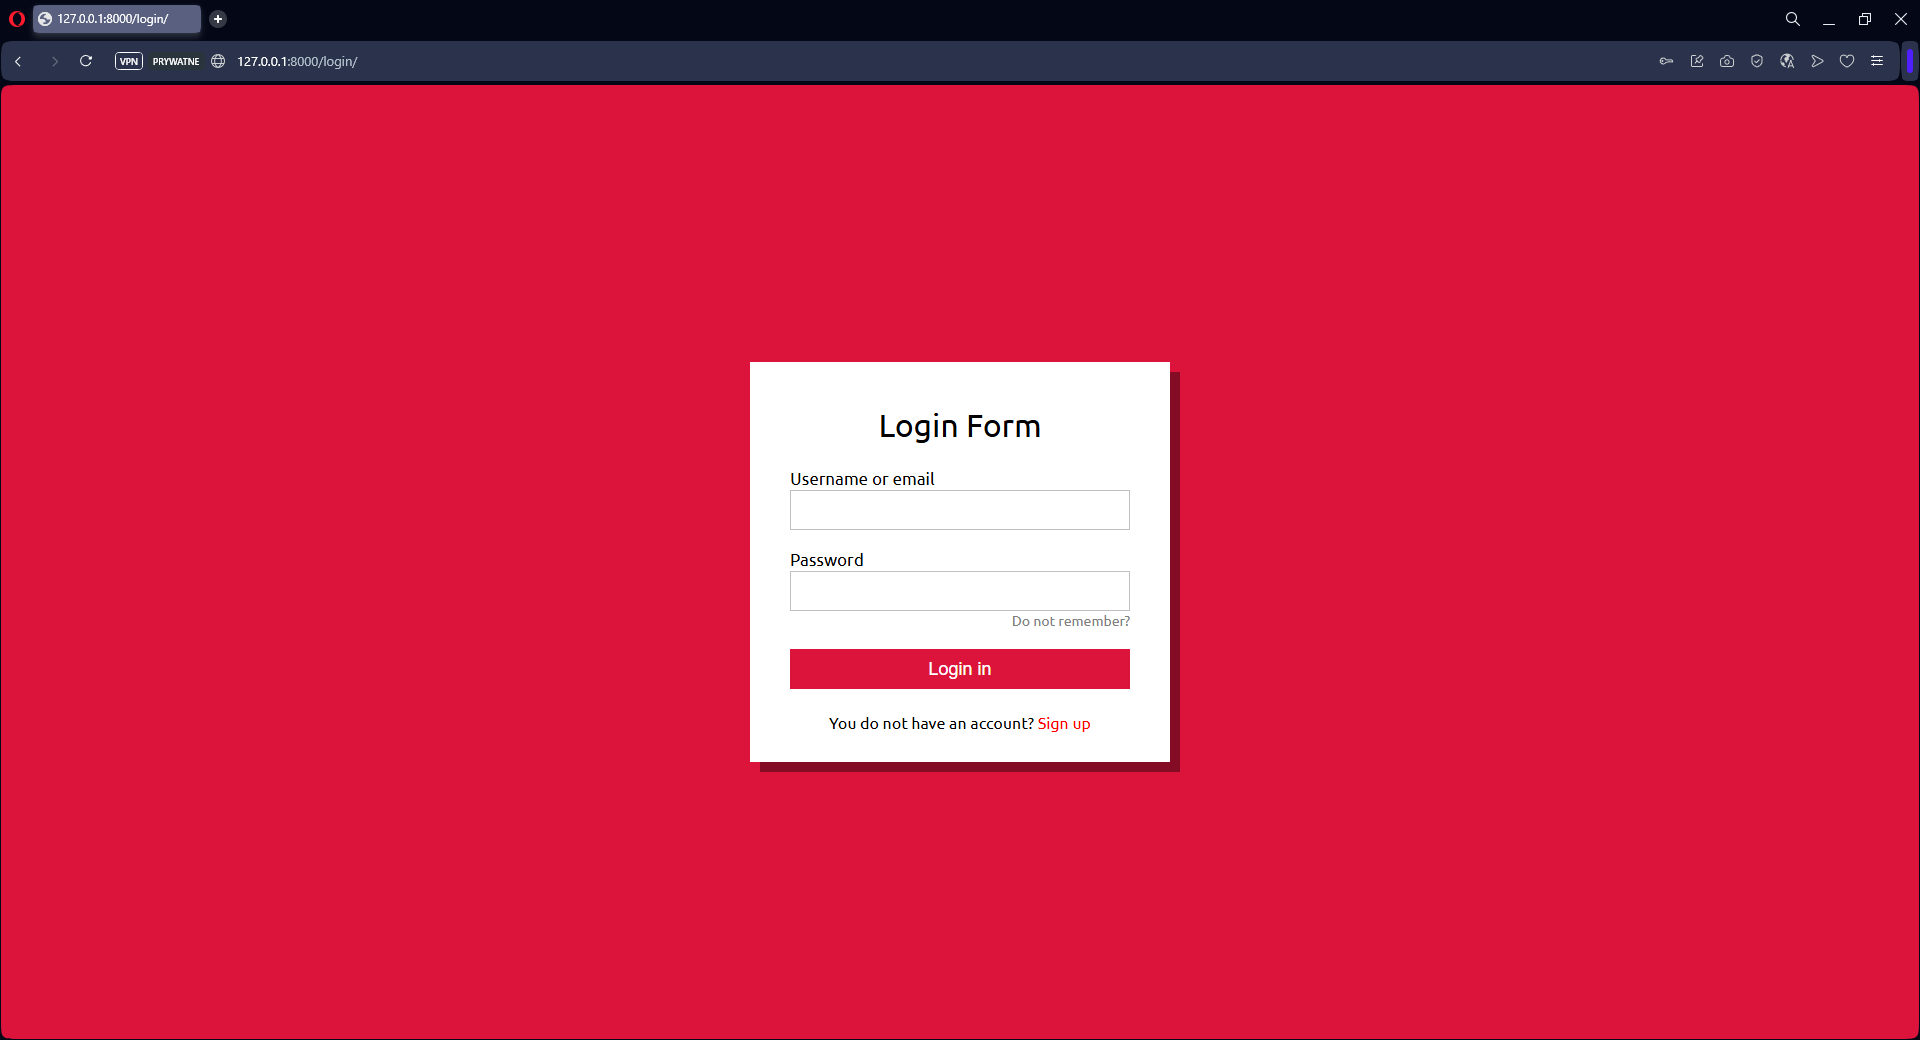 127.0.0.1:8000/login/
VPN PRYWATNE 127.0.0.1:8000/login/
Login Form
Username or email
Password
Do not remember?
Login in
You do not have an account? Sign up